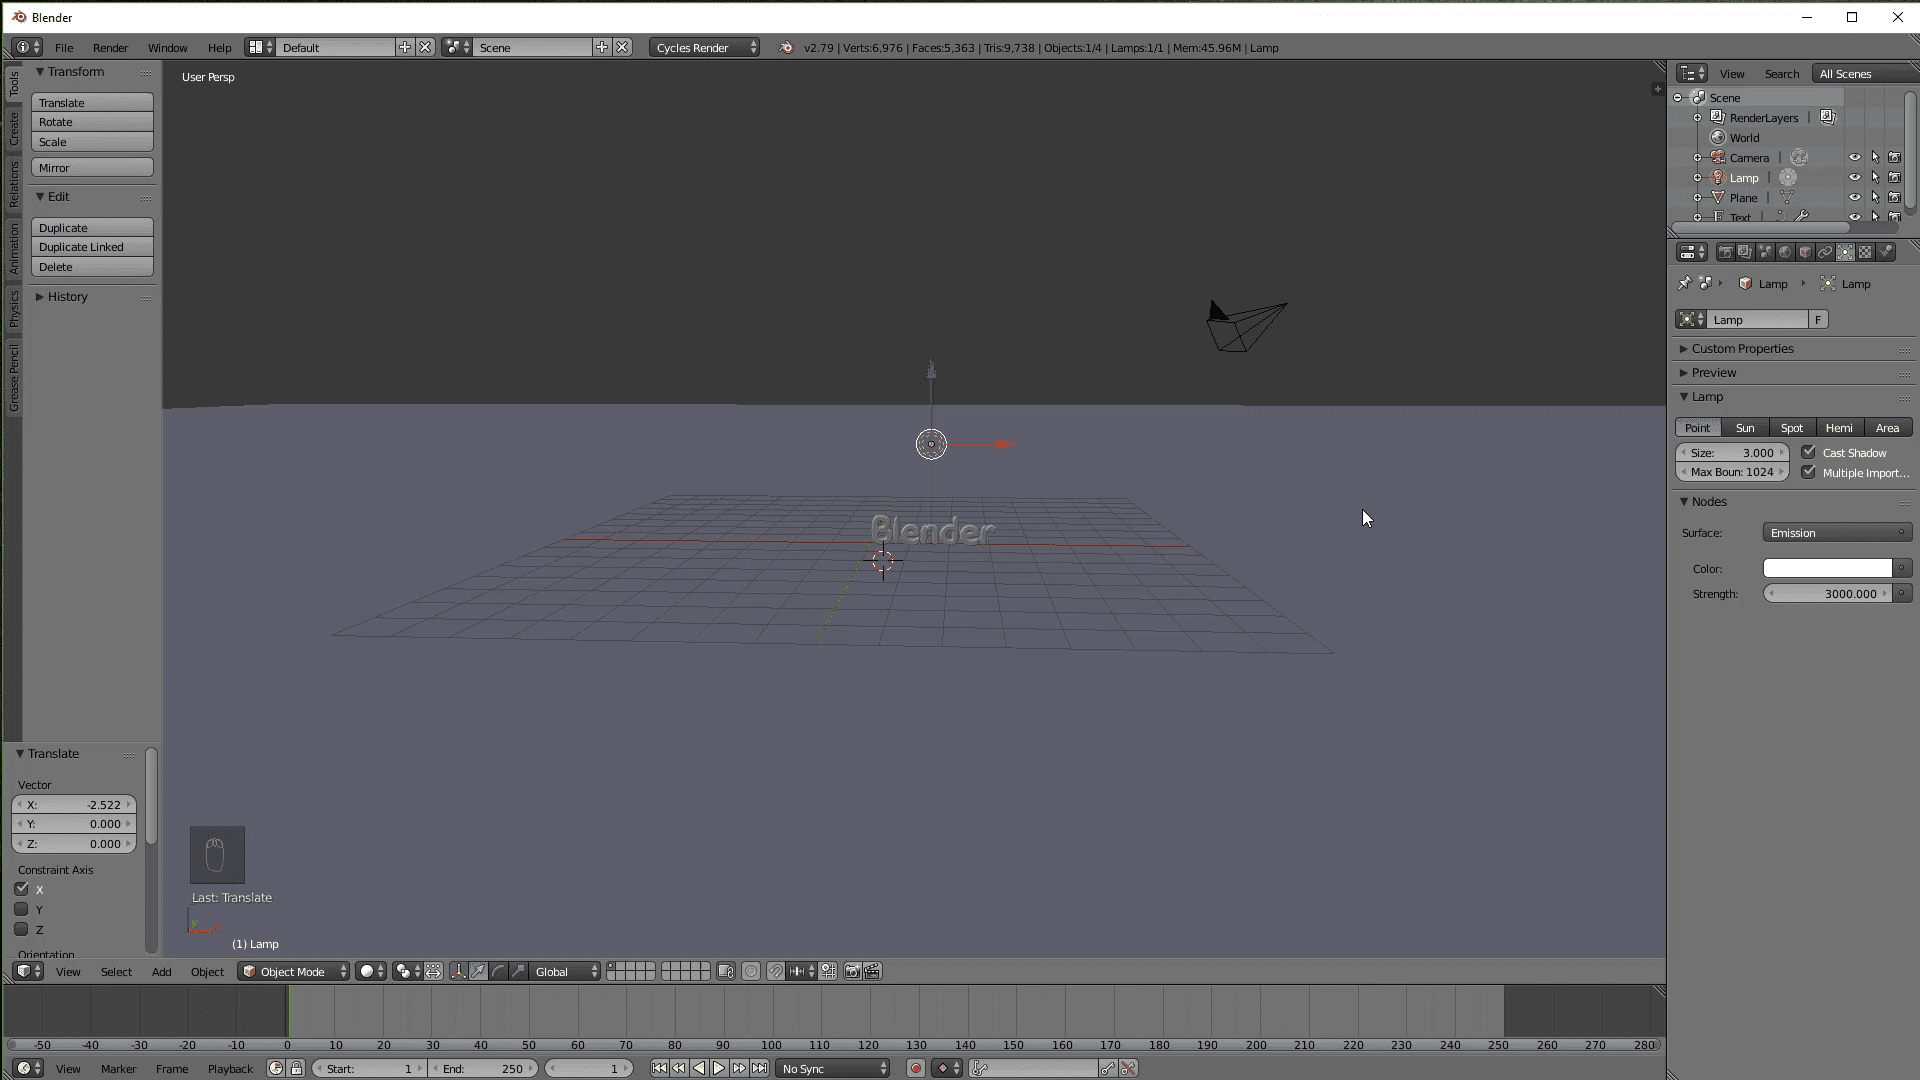 Blender
File Render Window Help Default Scene Cycles Render v2.79 | Verts:6,976 | Faces:5,363 | Tris:9,738 | Objects:1/4 | Lamps:1/1 | Mem:45.96M | Lamp
Tools
Create
Relations
Animation
Physics
Grease Pencil
Transform
Translate
Rotate
Scale
Mirror
Edit
Duplicate
Duplicate Linked
Delete
History
Translate
Vector
X: -2.522
Y: 0.000
Z: 0.000
Constraint Axis
X
Y
Z
Orientation
User Persp
Blender
Last: Translate
(1) Lamp
View Select Add Object Object Mode Global
-50 -40 -30 -20 -10 0 10 20 30 40 50 60 70 80 90 100 110 120 130 140 150 160 170 180 190 200 210 220 230 240 250 260 270 280
View Marker Frame Playback Start: 1 End: 250 1 No Sync
View Search All Scenes
Scene
RenderLayers
World
Camera
Lamp
Plane
Text
Lamp Lamp
Lamp F
Custom Properties
Preview
Lamp
Point Sun Spot Hemi Area
Size: 3.000 Cast Shadow
Max Boun: 1024 Multiple Import...
Nodes
Surface: Emission
Color:
Strength: 3000.000